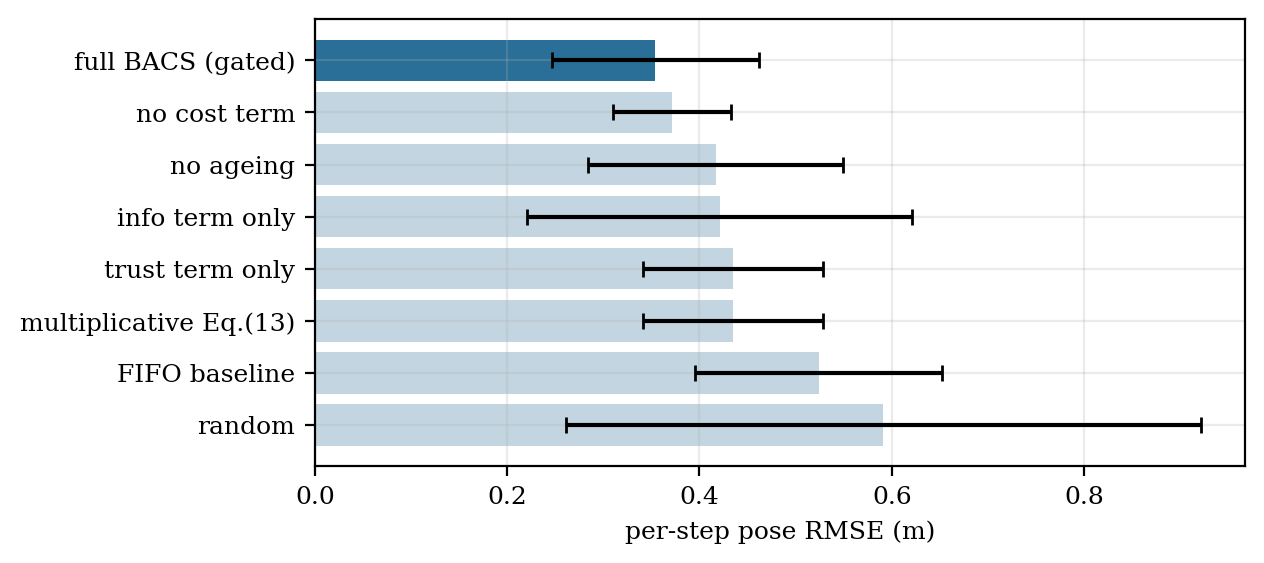 full BACS (gated)
no cost term
no ageing
info term only
trust term only
multiplicative Eq.(13)
FIFO baseline
random
0.0 0.2 0.4 0.6 0.8
per-step pose RMSE (m)